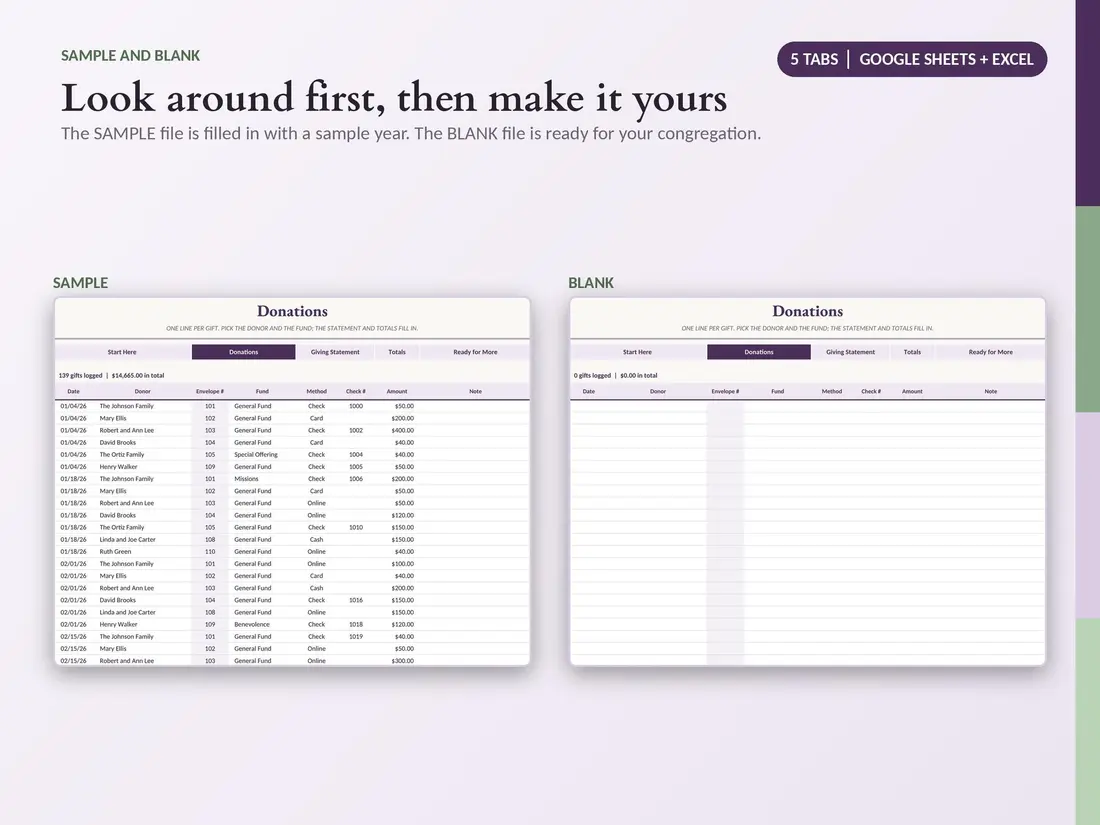 SAMPLE AND BLANK
5 TABS | GOOGLE SHEETS + EXCEL
Look around first, then make it yours
The SAMPLE file is filled in with a sample year. The BLANK file is ready for your congregation.
SAMPLE
Donations
ONE LINE PER GIFT. PICK THE DONOR AND THE FUND; THE STATEMENT AND TOTALS FILL IN.
Start Here Donations Giving Statement Totals Ready for More
139 gifts logged | $14,665.00 in total
Date Donor Envelope # Fund Method Check # Amount Note
01/04/26 The Johnson Family 101 General Fund Check 1000 $50.00
01/04/26 Mary Ellis 102 General Fund Card $200.00
01/04/26 Robert and Ann Lee 103 General Fund Check 1002 $400.00
01/04/26 David Brooks 104 General Fund Card $40.00
01/04/26 The Ortiz Family 105 Special Offering Check 1004 $40.00
01/04/26 Henry Walker 109 General Fund Check 1005 $50.00
01/18/26 The Johnson Family 101 Missions Check 1006 $200.00
01/18/26 Mary Ellis 102 General Fund Card $50.00
01/18/26 Robert and Ann Lee 103 General Fund Online $50.00
01/18/26 David Brooks 104 General Fund Online $120.00
01/18/26 The Ortiz Family 105 General Fund Check 1010 $150.00
01/18/26 Linda and Joe Carter 108 General Fund Cash $150.00
01/18/26 Ruth Green 110 General Fund Online $40.00
02/01/26 The Johnson Family 101 General Fund Online $100.00
02/01/26 Mary Ellis 102 General Fund Card $40.00
02/01/26 Robert and Ann Lee 103 General Fund Cash $200.00
02/01/26 David Brooks 104 General Fund Check 1016 $150.00
02/01/26 Linda and Joe Carter 108 General Fund Online $150.00
02/01/26 Henry Walker 109 Benevolence Check 1018 $120.00
02/15/26 The Johnson Family 101 General Fund Check 1019 $40.00
02/15/26 Mary Ellis 102 General Fund Online $50.00
02/15/26 Robert and Ann Lee 103 General Fund Online $300.00
BLANK
Donations
ONE LINE PER GIFT. PICK THE DONOR AND THE FUND; THE STATEMENT AND TOTALS FILL IN.
Start Here Donations Giving Statement Totals Ready for More
0 gifts logged | $0.00 in total
Date Donor Envelope # Fund Method Check # Amount Note